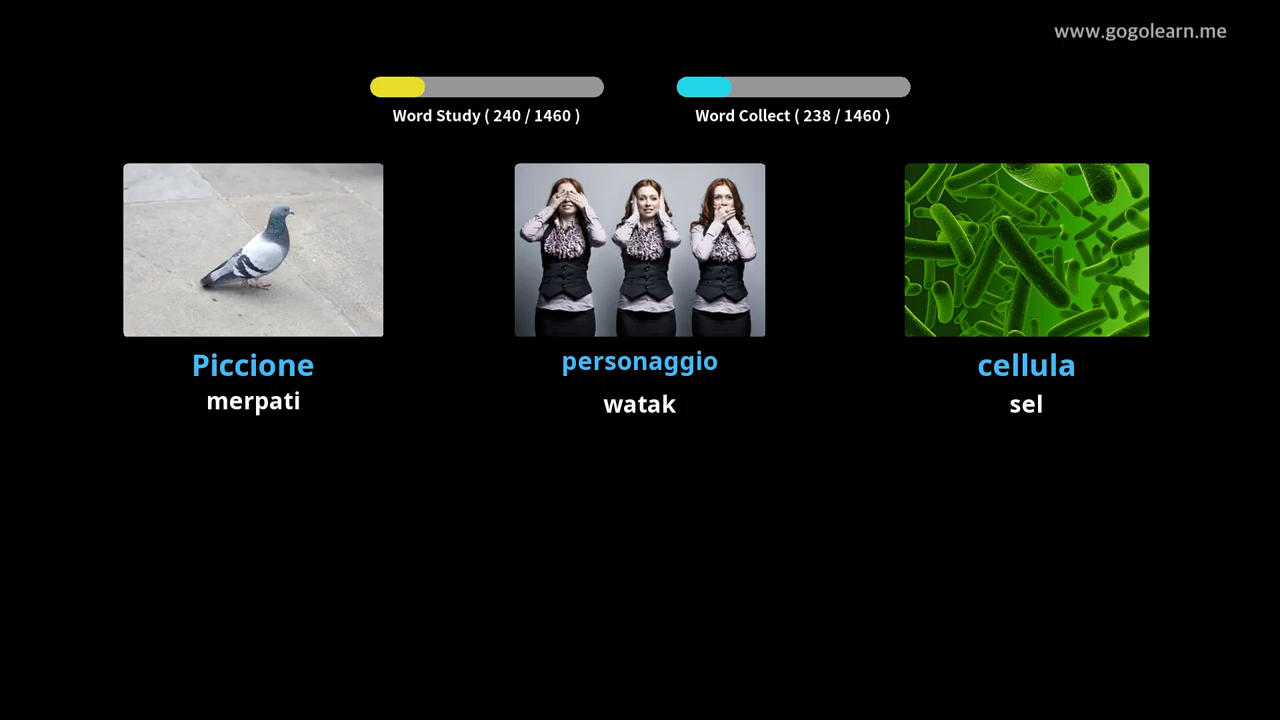 www.gogolearn.me
Word Study ( 240 / 1460 )
Word Collect ( 238 / 1460 )
Piccione
merpati
personaggio
watak
cellula
sel